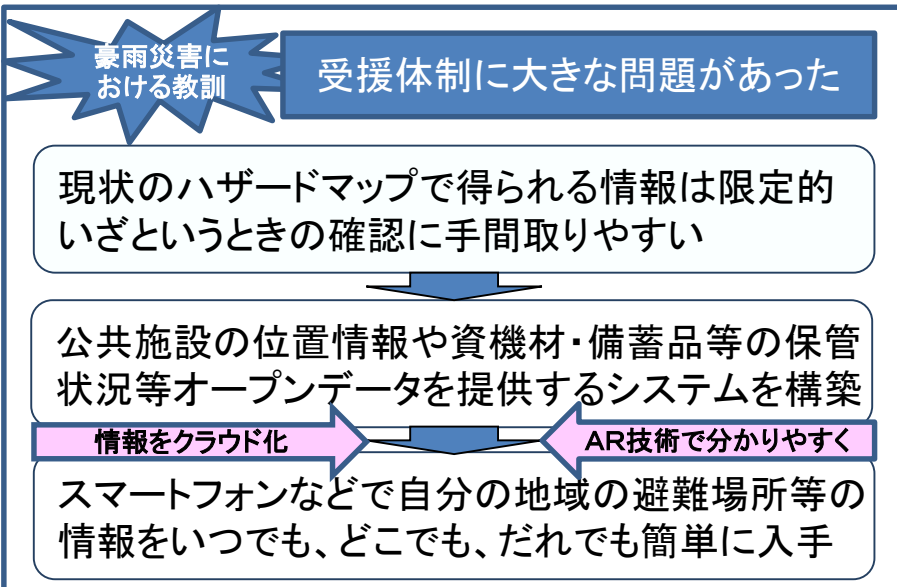 豪雨災害に
おける教訓
受援体制に大きな問題があった
現状のハザードマップで得られる情報は限定的
いざというときの確認に手間取りやすい
公共施設の位置情報や資機材・備蓄品等の保管
状況等オープンデータを提供するシステムを構築
情報をクラウド化
AR技術で分かりやすく
スマートフォンなどで自分の地域の避難場所等の
情報をいつでも、どこでも、だれでも簡単に入手